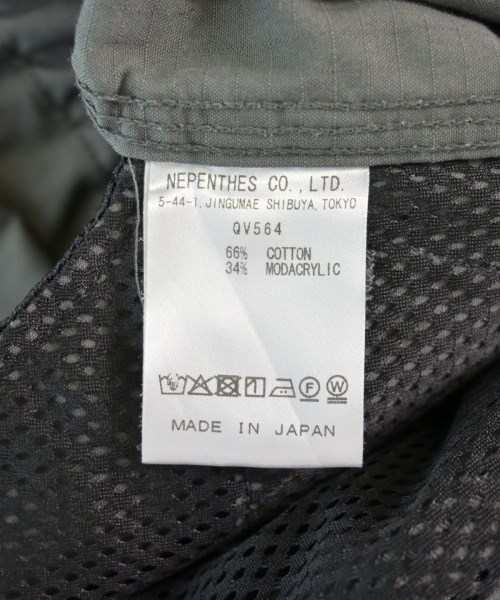 NEPENTHES CO., LTD.
5-44-1, JINGUMAE SHIBUYA, TOKYO
QV564
66% COTTON
34% MODACRYLIC
F W
MADE IN JAPAN